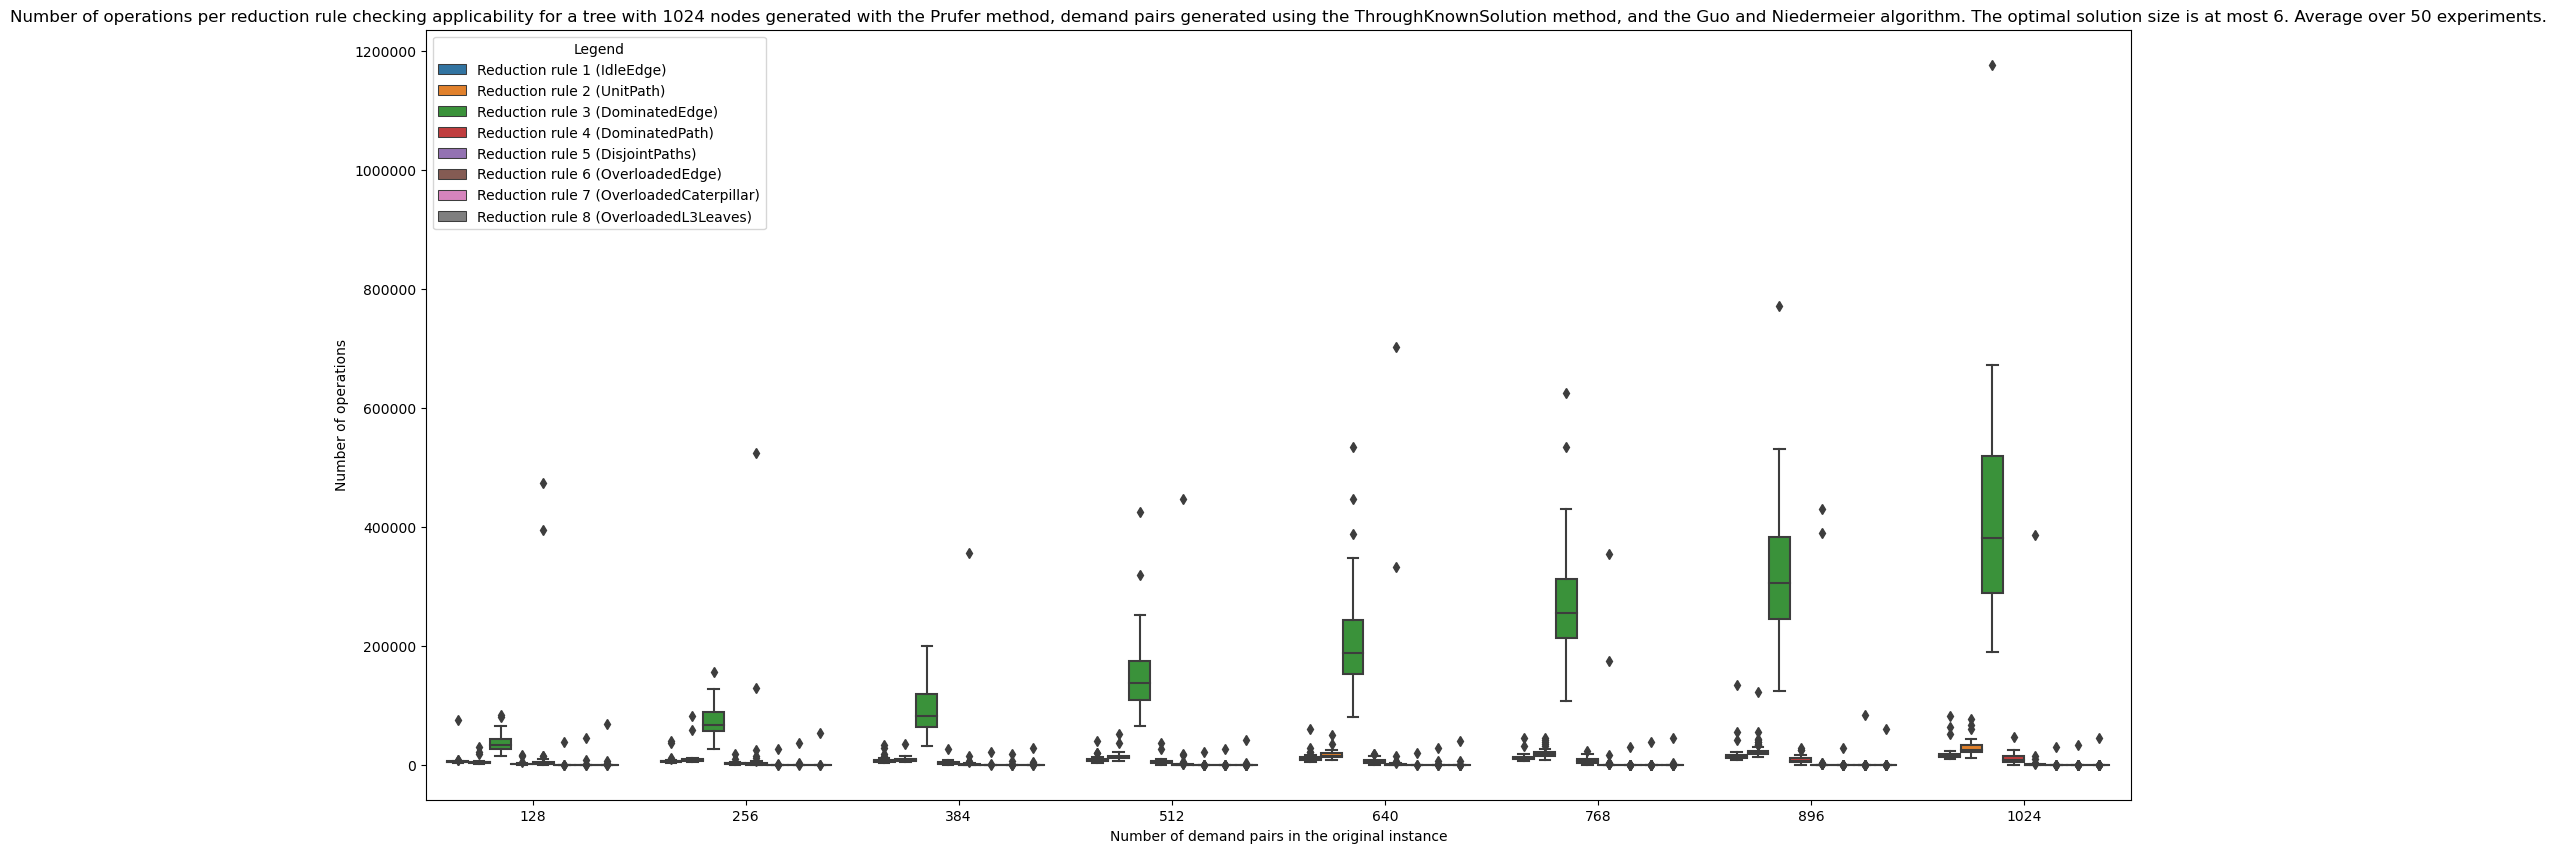 Number of operations per reduction rule checking applicability for a tree with 1024 nodes generated with the Prufer method, demand pairs generated using the ThroughKnownSolution method, and the Guo and Niedermeier algorithm. The optimal solution size is at most 6. Average over 50 experiments.
Legend
Reduction rule 1 (IdleEdge)
Reduction rule 2 (UnitPath)
Reduction rule 3 (DominatedEdge)
Reduction rule 4 (DominatedPath)
Reduction rule 5 (DisjointPaths)
Reduction rule 6 (OverloadedEdge)
Reduction rule 7 (OverloadedCaterpillar)
Reduction rule 8 (OverloadedL3Leaves)
Number of operations
1200000
1000000
800000
600000
400000
200000
0
128 256 384 512 640 768 896 1024
Number of demand pairs in the original instance